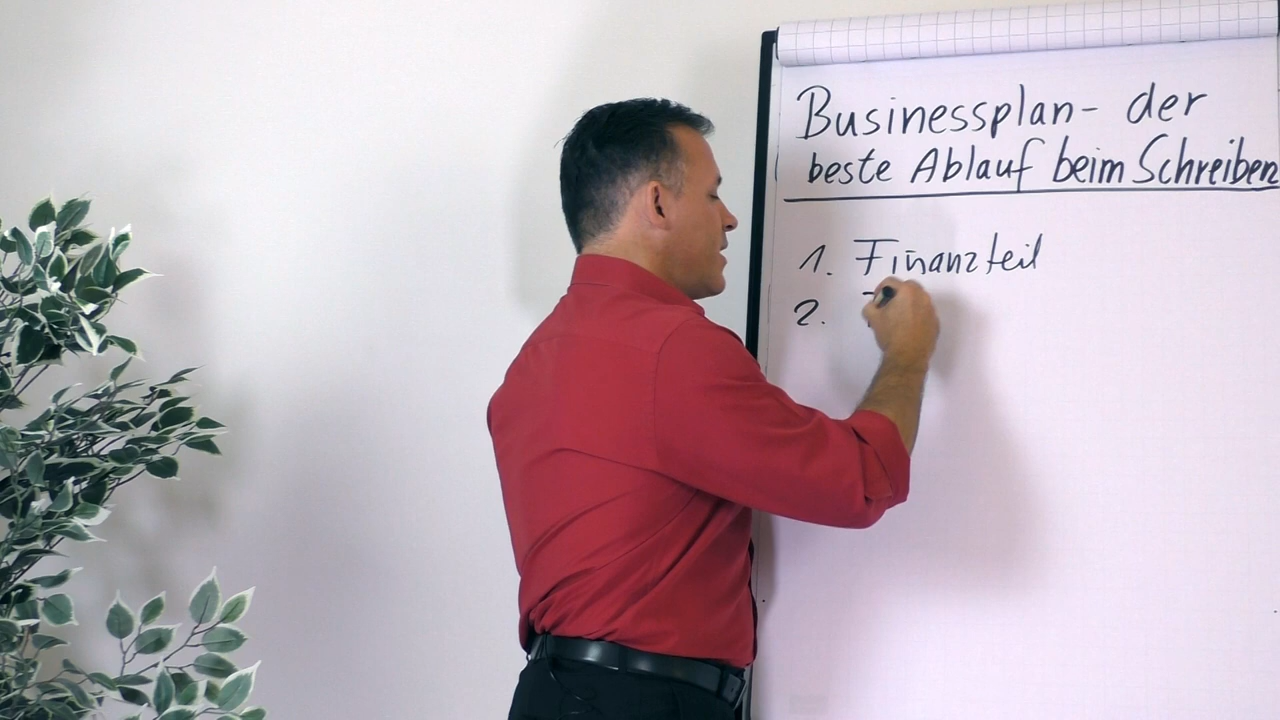 Businessplan- der
beste Ablauf beim Schreiben
1. Finanzteil
2.